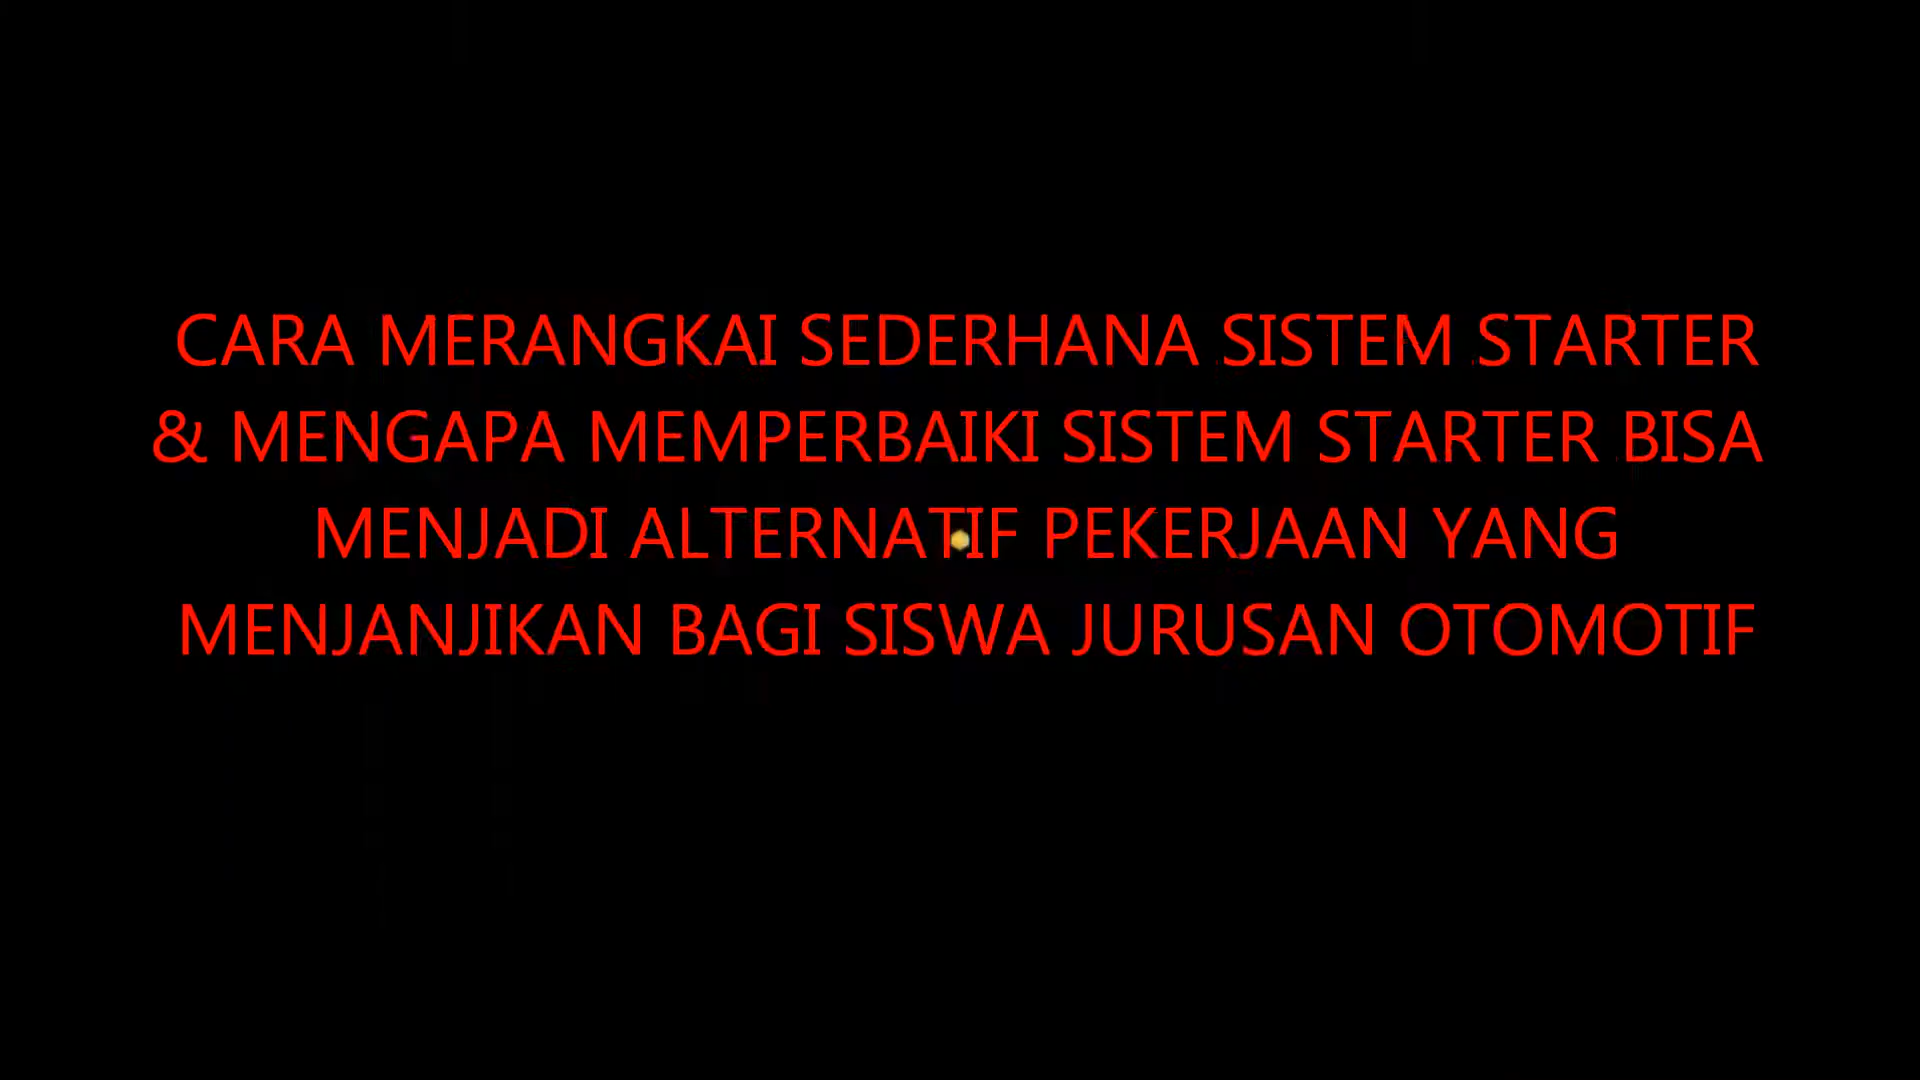 CARA MERANGKAI SEDERHANA SISTEM STARTER
& MENGAPA MEMPERBAIKI SISTEM STARTER BISA
MENJADI ALTERNATIF PEKERJAAN YANG
MENJANJIKAN BAGI SISWA JURUSAN OTOMOTIF